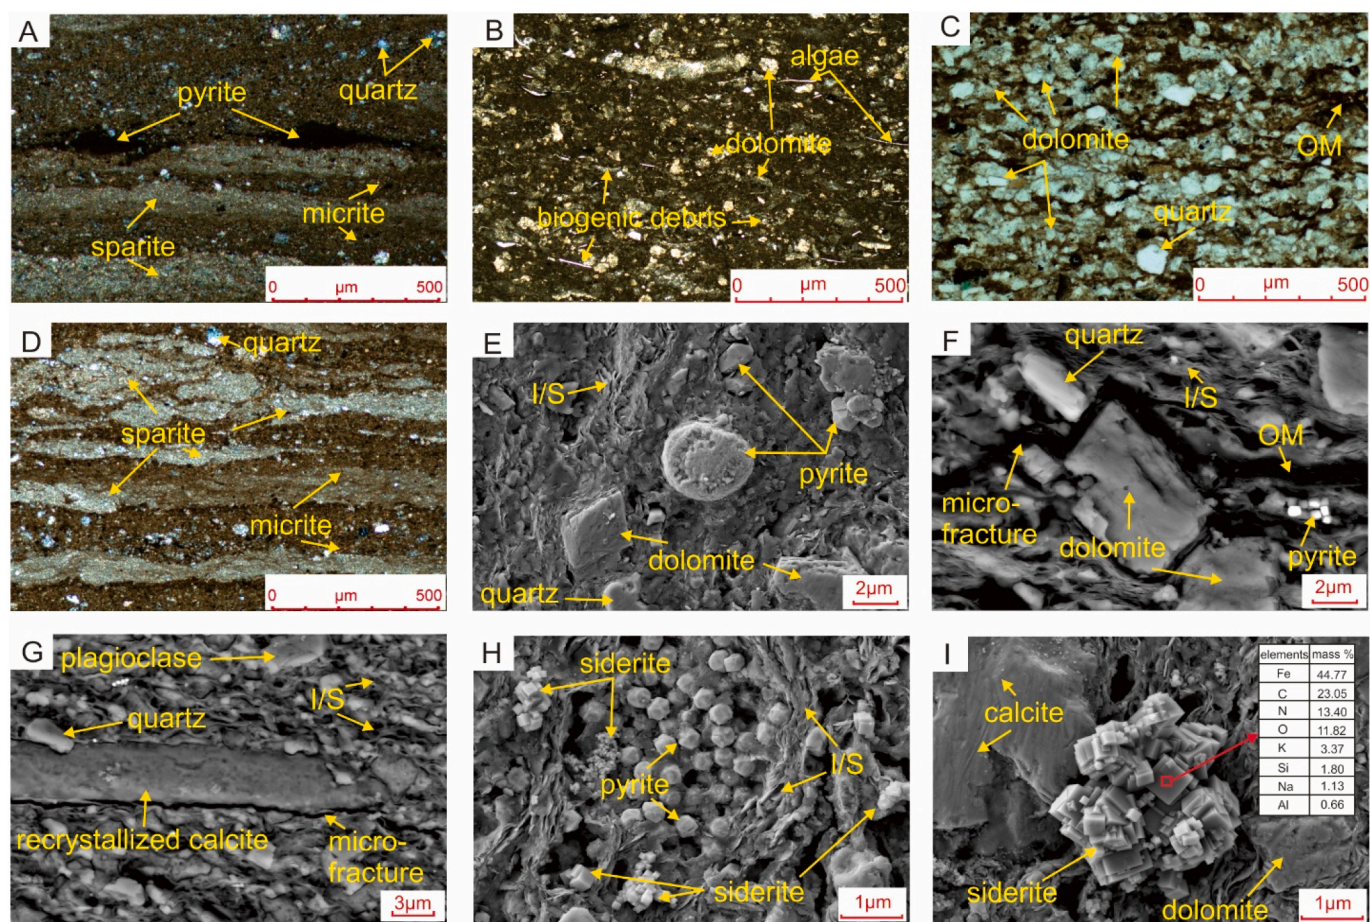 A
pyrite
quartz
micrite
sparite
0 µm 500
B
algae
dolomite
biogenic debris
0 µm 500
C
dolomite
OM
quartz
0 µm 500
D
quartz
sparite
micrite
0 µm 500
E
I/S
pyrite
dolomite
quartz
2µm
F
quartz
I/S
OM
micro-
fracture
dolomite
pyrite
2µm
G
plagioclase
I/S
quartz
recrystallized calcite
micro-
fracture
3µm
H
siderite
I/S
pyrite
siderite
1µm
I
calcite
siderite
dolomite
elements mass %
Fe 44.77
C 23.05
N 13.40
O 11.82
K 3.37
Si 1.80
Na 1.13
Al 0.66
1µm